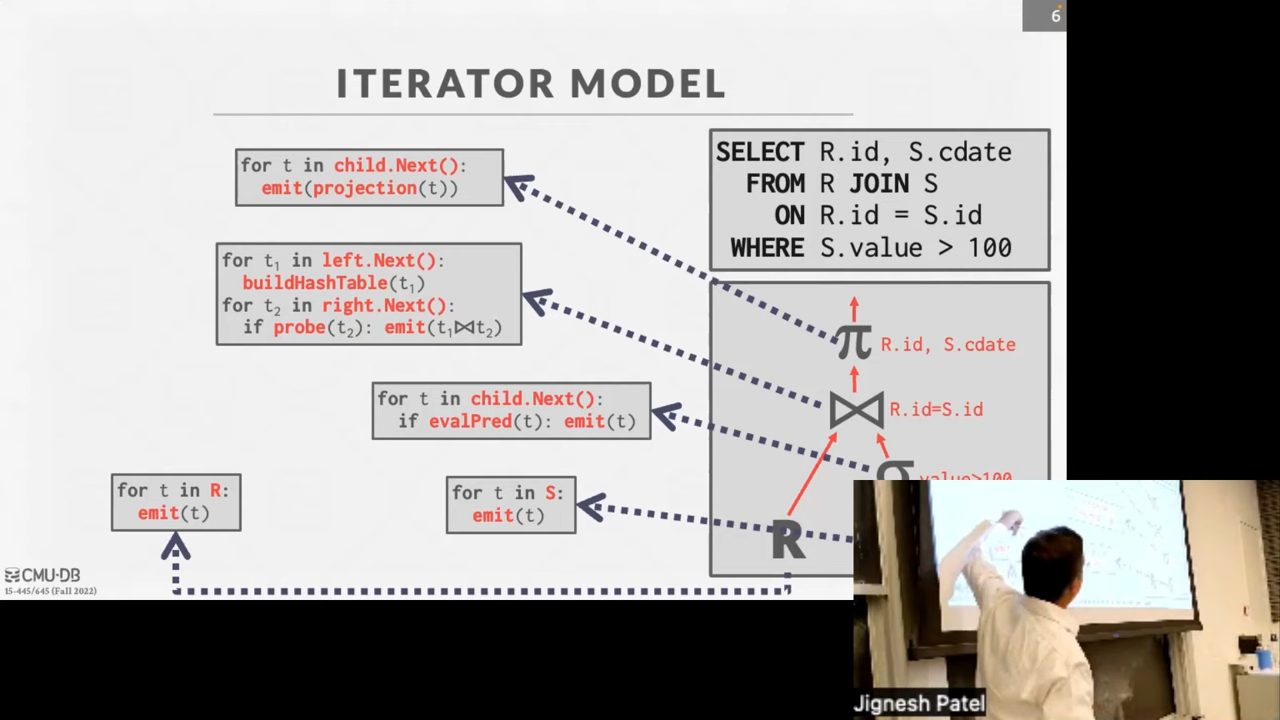 6
ITERATOR MODEL
for t in child.Next():
emit(projection(t))
for t₁ in left.Next():
buildHashTable(t₁)
for t₂ in right.Next():
if probe(t₂): emit(t₁⨝t₂)
for t in child.Next():
if evalPred(t): emit(t)
for t in R:
emit(t)
for t in S:
emit(t)
SELECT R.id, S.cdate
FROM R JOIN S
ON R.id = S.id
WHERE S.value > 100
π R.id, S.cdate
⨝ R.id=S.id
σ value>100
R
CMU·DB
15-445/645 (Fall 2022)
Jignesh Patel